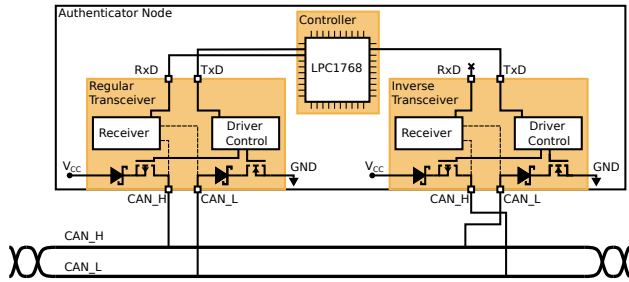 Authenticator Node
Controller
LPC1768
RxD
TxD
RxD
TxD
Regular
Transceiver
Inverse
Transceiver
Receiver
Driver
Control
Receiver
Driver
Control
VCC
GND
VCC
GND
CAN_H
CAN_L
CAN_H
CAN_L
CAN_H
CAN_L